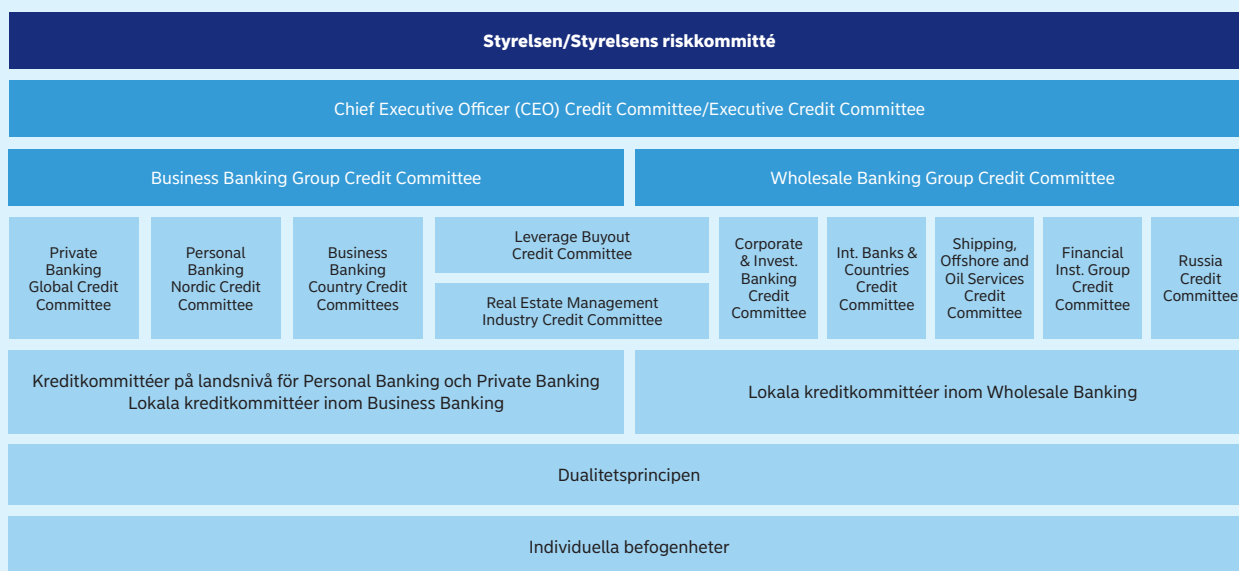 Styrelsen/Styrelsens riskkommitté
Chief Executive Officer (CEO) Credit Committee/Executive Credit Committee
Business Banking Group Credit Committee
Wholesale Banking Group Credit Committee
Private
Banking
Global Credit
Committee
Personal
Banking
Nordic Credit
Committee
Business
Banking
Country Credit
Committees
Leverage Buyout
Credit Committee
Real Estate Management
Industry Credit Committee
Corporate
& Invest.
Banking
Credit
Committee
Int. Banks &
Countries
Credit
Committee
Shipping,
Offshore and
Oil Services
Credit
Committee
Financial
Inst. Group
Credit
Committee
Russia
Credit
Committee
Kreditkommittéer på landsnivå för Personal Banking och Private Banking
Lokala kreditkommittéer inom Business Banking
Lokala kreditkommittéer inom Wholesale Banking
Dualitetsprincipen
Individuella befogenheter